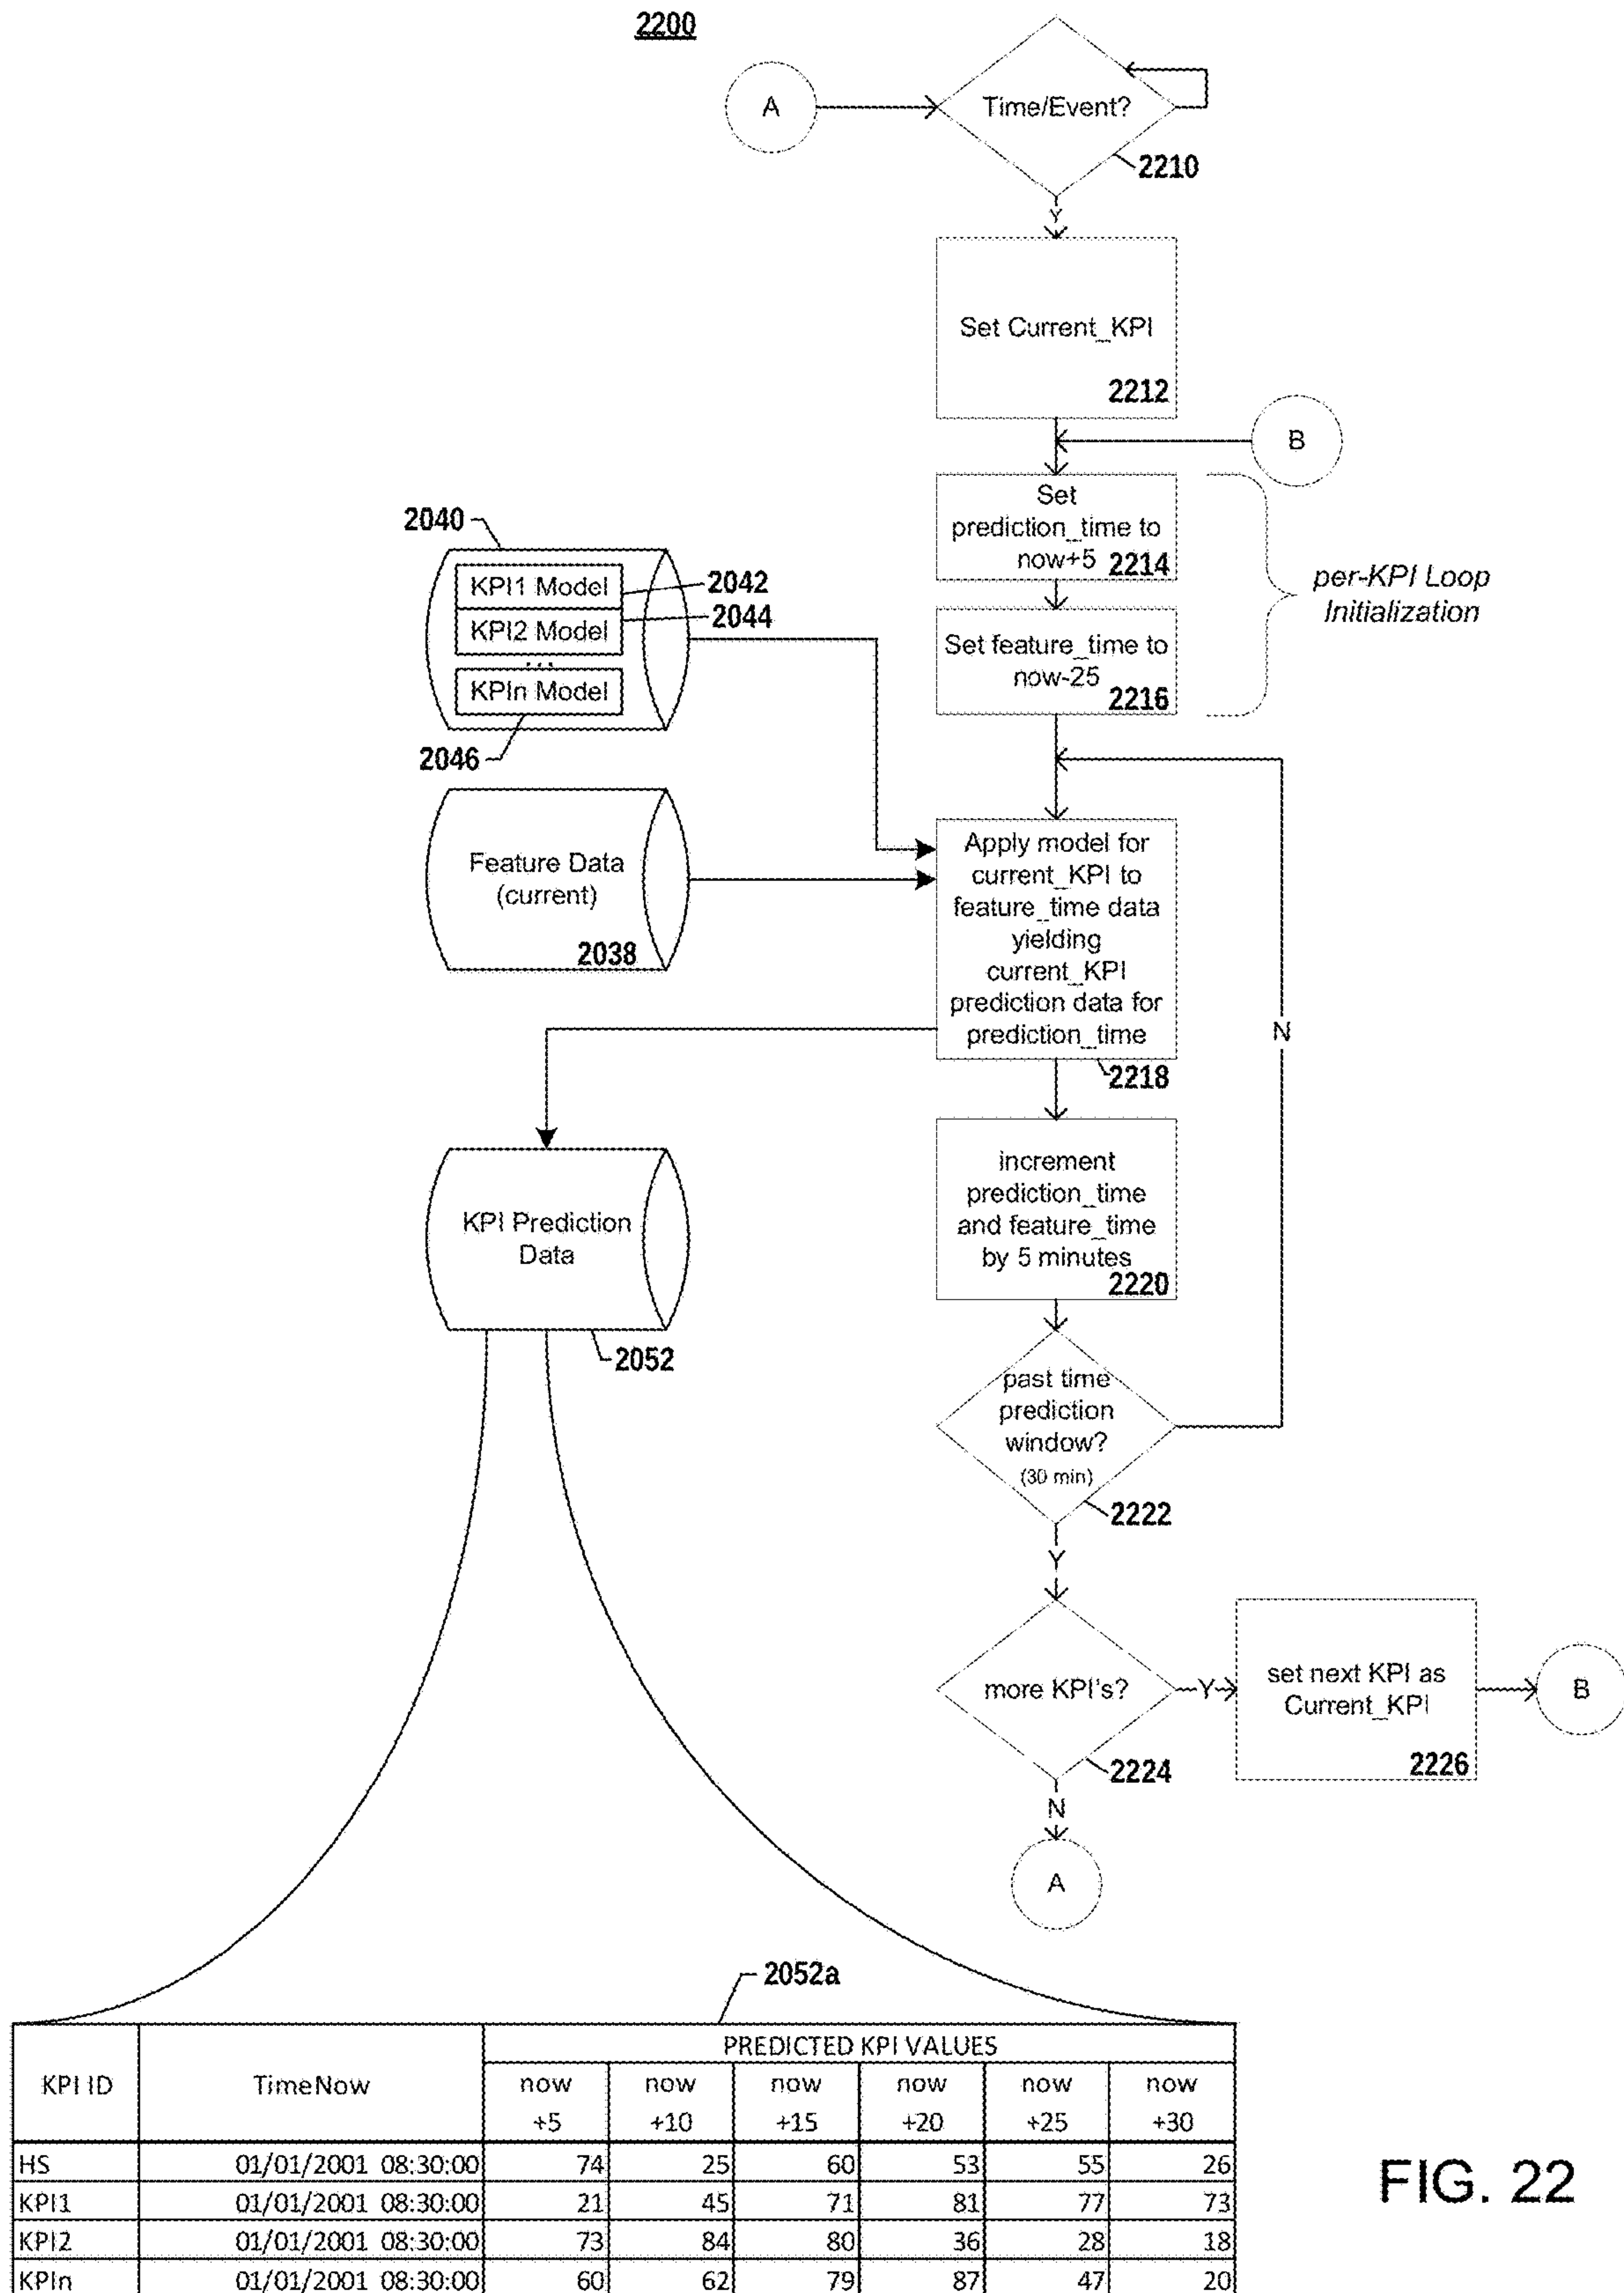 2200
A
Time/Event?
2210
Y
Set Current_KPI
2212
B
Set
prediction_time to
now+5 2214
per-KPI Loop
Initialization
Set feature_time to
now-25
2216
2040
KPI1 Model
2042
KPI2 Model
2044
...
KPIn Model
2046
Feature Data
(current)
2038
Apply model for
current_KPI to
feature_time data
yielding
current_KPI
prediction data for
prediction_time
2218
N
KPI Prediction
Data
2052
increment
prediction_time
and feature_time
by 5 minutes
2220
past time
prediction
window?
(30 min)
2222
Y
more KPI's?
2224
Y
set next KPI as
Current_KPI
2226
B
N
A
2052a
KPI ID TimeNow PREDICTED KPI VALUES
now now now now now now
+5 +10 +15 +20 +25 +30
HS 01/01/2001 08:30:00 74 25 60 53 55 26
KPI1 01/01/2001 08:30:00 21 45 71 81 77 73
KPI2 01/01/2001 08:30:00 73 84 80 36 28 18
KPIn 01/01/2001 08:30:00 60 62 79 87 47 20
FIG. 22